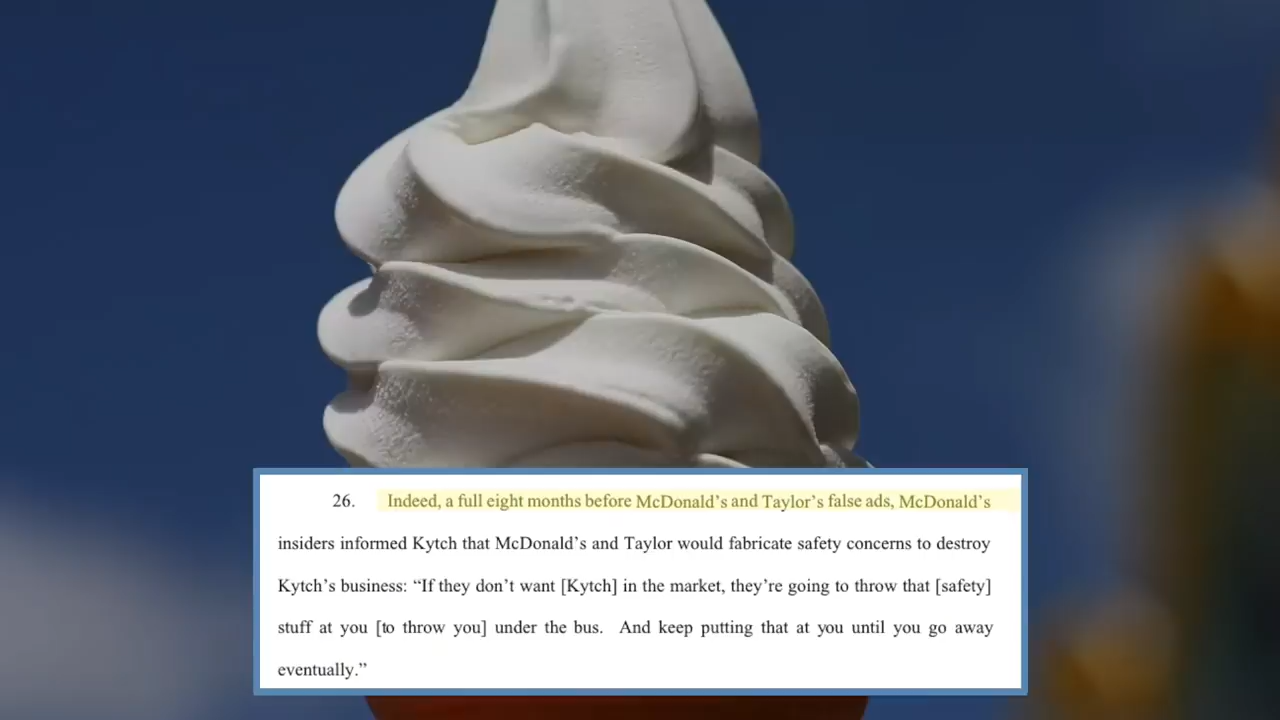 26. Indeed, a full eight months before McDonald's and Taylor's false ads, McDonald's
insiders informed Kytch that McDonald's and Taylor would fabricate safety concerns to destroy
Kytch's business: “If they don't want [Kytch] in the market, they're going to throw that [safety]
stuff at you [to throw you] under the bus. And keep putting that at you until you go away
eventually.”